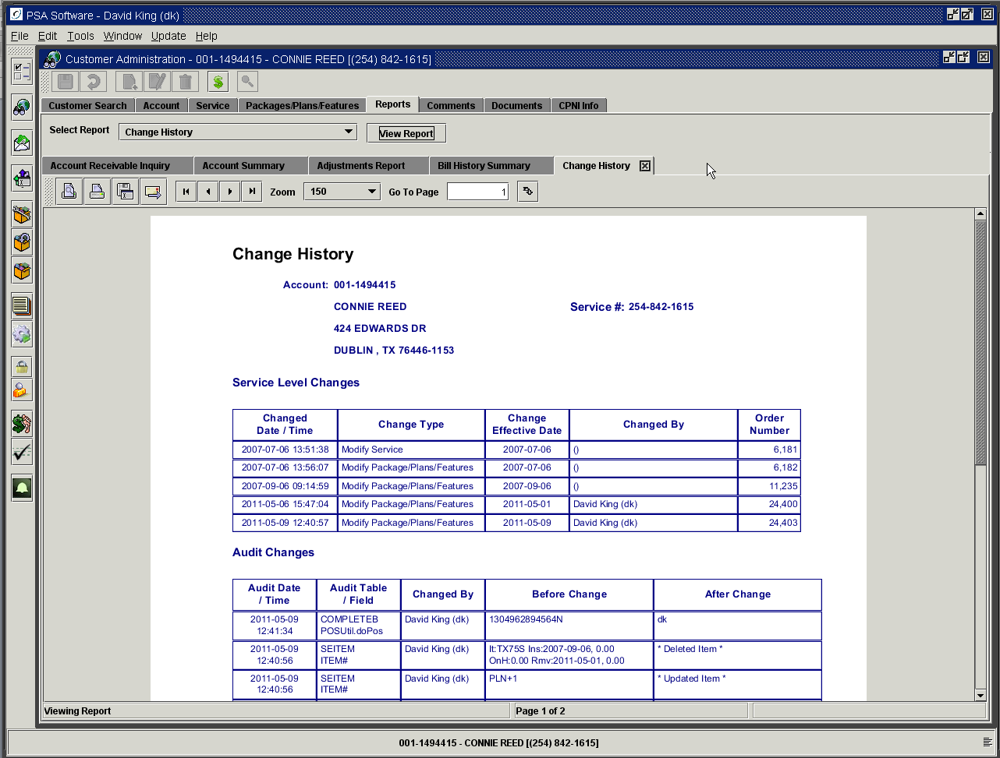 PSA Software - David King (dk)
File Edit Tools Window Update Help
Customer Administration - 001-1494415 - CONNIE REED [(254) 842-1615]
Customer Search Account Service Packages/Plans/Features Reports Comments Documents CPNI Info
Select Report Change History View Report
Account Receivable Inquiry Account Summary Adjustments Report Bill History Summary Change History
Zoom 150 Go To Page 1
Change History
Account: 001-1494415
CONNIE REED Service #: 254-842-1615
424 EDWARDS DR
DUBLIN , TX 76446-1153
Service Level Changes
Changed Date / Time Change Type Change Effective Date Changed By Order Number
2007-07-06 13:51:38 Modify Service 2007-07-06 () 6,181
2007-07-06 13:56:07 Modify Package/Plans/Features 2007-07-06 () 6,182
2007-09-06 09:14:59 Modify Package/Plans/Features 2007-09-06 () 11,235
2011-05-06 15:47:04 Modify Package/Plans/Features 2011-05-01 David King (dk) 24,400
2011-05-09 12:40:57 Modify Package/Plans/Features 2011-05-09 David King (dk) 24,403
Audit Changes
Audit Date / Time Audit Table / Field Changed By Before Change After Change
2011-05-09 COMPLETEB David King (dk) 1304962894564N dk
12:41:34 POSUtil.doPos
2011-05-09 SEITEM David King (dk) It:TX75S Ins:2007-09-06, 0.00 * Deleted Item *
12:40:56 ITEM# OnH:0.00 Rmv:2011-05-01, 0.00
2011-05-09 SEITEM David King (dk) PLN+1 * Updated Item *
12:40:56 ITEM#
Viewing Report Page 1 of 2
001-1494415 - CONNIE REED [(254) 842-1615]